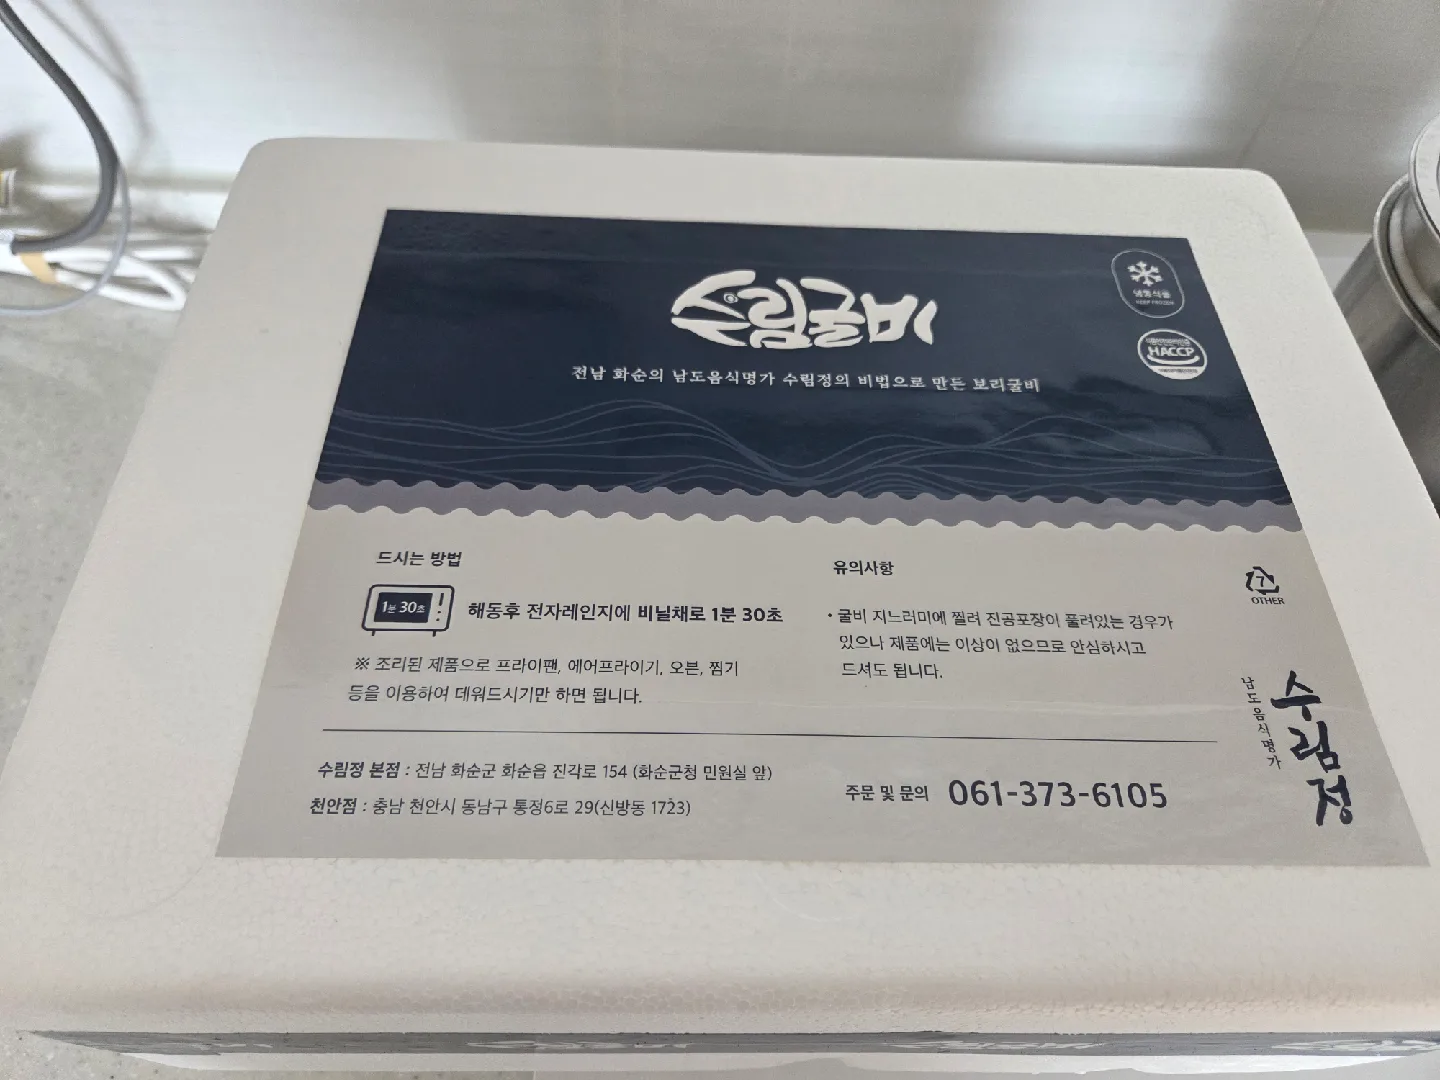 수림굴비
냉동식품
KEEP FROZEN
HACCP
전남 화순의 남도음식명가 수림정의 비법으로 만든 보리굴비
드시는 방법
1분 30초
해동후 전자레인지에 비닐채로 1분 30초
※ 조리된 제품으로 프라이팬, 에어프라이기, 오븐, 찜기
등을 이용하여 데워드시기만 하면 됩니다.
유의사항
• 굴비 지느러미에 찔려 진공포장이 풀려있는 경우가
있으나 제품에는 이상이 없으므로 안심하시고
드셔도 됩니다.
7
OTHER
수림정 본점 : 전남 화순군 화순읍 진각로 154 (화순군청 민원실 앞)
천안점 : 충남 천안시 동남구 통정6로 29(신방동 1723)
주문 및 문의 061-373-6105
남도음식명가
수림정